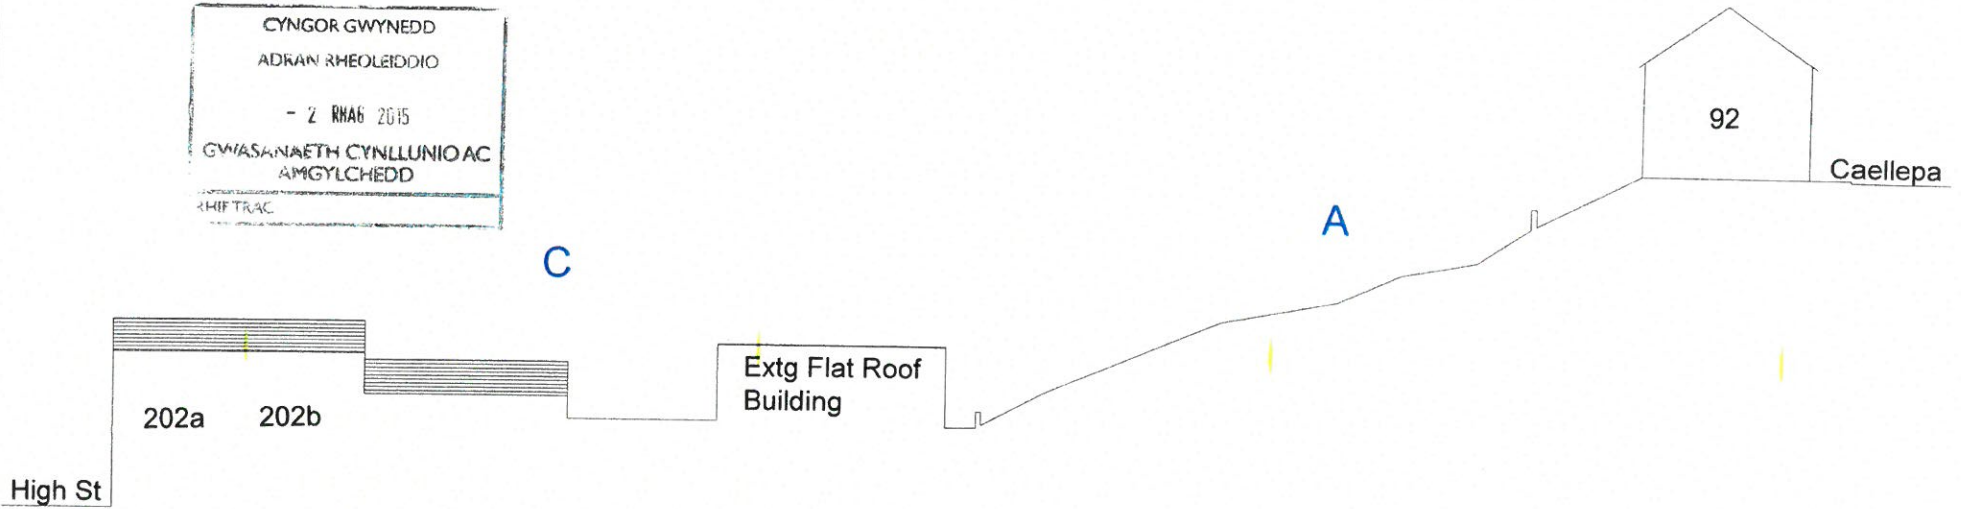 CYNGOR GWYNEDD
ADRAN RHEOLEIDDIO
- 2 RHAG 2015
GWASANAETH CYNLLUNIO AC
AMGYLCHEDD
RHIF TRAC
92
Caellepa
A
C
Extg Flat Roof
Building
202a 202b
High St